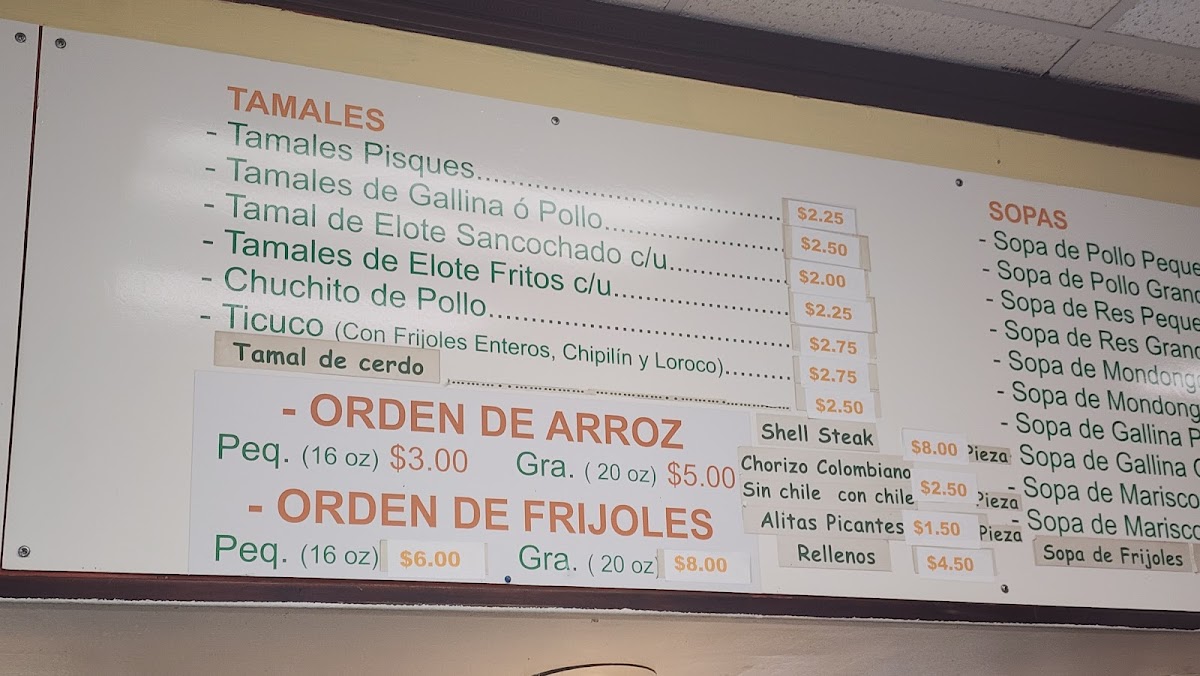 TAMALES
- Tamales Pisques.......... $2.25
- Tamales de Gallina ó Pollo.......... $2.50
- Tamal de Elote Sancochado c/u.......... $2.00
- Tamales de Elote Fritos c/u.......... $2.25
- Chuchito de Pollo.......... $2.75
- Ticuco (Con Frijoles Enteros, Chipilín y Loroco).......... $2.75
Tamal de cerdo .......... $2.50
- ORDEN DE ARROZ
Peq. (16 oz) $3.00 Gra. ( 20 oz) $5.00
- ORDEN DE FRIJOLES
Peq. (16 oz) $6.00 Gra. ( 20 oz) $8.00
Shell Steak $8.00 Pieza
Chorizo Colombiano
Sin chile con chile $2.50 Pieza
Alitas Picantes $1.50 Pieza
Rellenos $4.50
SOPAS
- Sopa de Pollo
- Sopa de Pollo
- Sopa de Res
- Sopa de Res
- Sopa de
- Sopa de
- Sopa de Gallina
Sopa de Gallina
- Sopa de
- Sopa de
Sopa de Frijoles